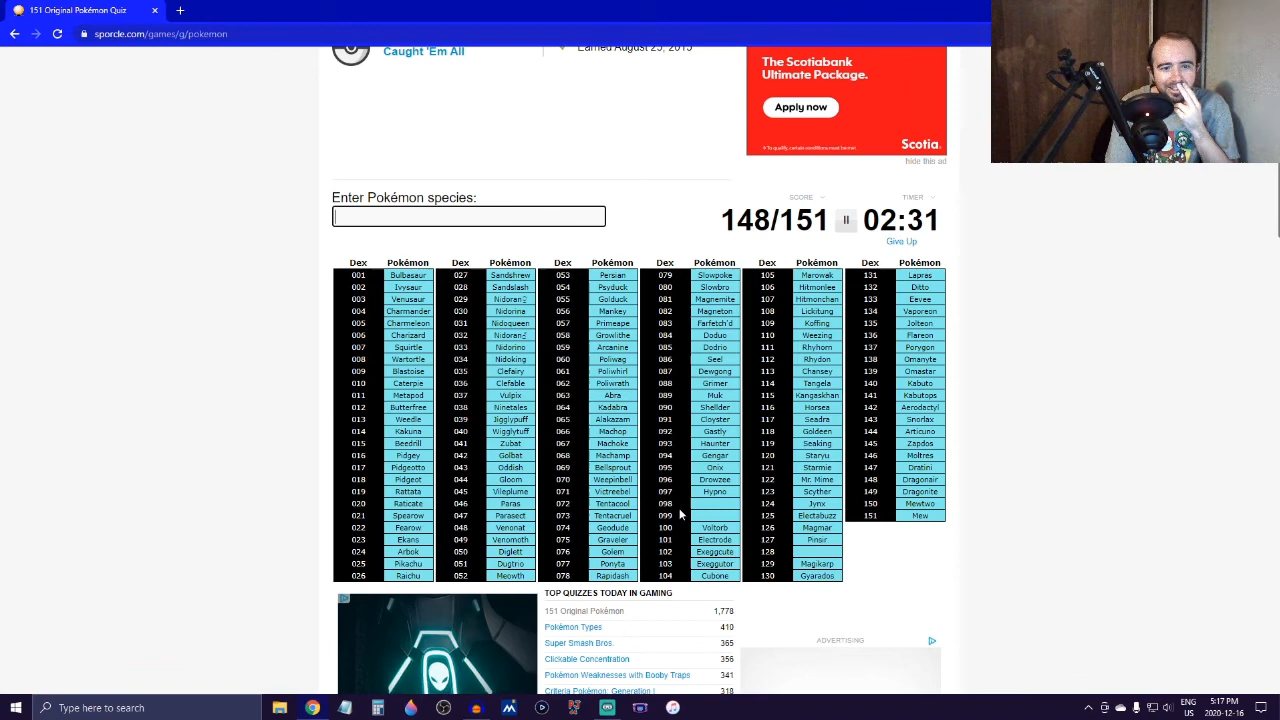 151 Original Pokémon Quiz
sporcle.com/games/g/pokemon
Caught 'Em All
Earned August 25, 2015
The Scotiabank
Ultimate Package.
Apply now
Scotia
hide this ad
Enter Pokémon species:
SCORE
TIMER
148/151
02:31
Give Up
Dex Pokémon Dex Pokémon Dex Pokémon Dex Pokémon Dex Pokémon Dex Pokémon
001 Bulbasaur 027 Sandshrew 053 Persian 079 Slowpoke 105 Marowak 131 Lapras
002 Ivysaur 028 Sandslash 054 Psyduck 080 Slowbro 106 Hitmonlee 132 Ditto
003 Venusaur 029 Nidoran♀ 055 Golduck 081 Magnemite 107 Hitmonchan 133 Eevee
004 Charmander 030 Nidorina 056 Mankey 082 Magneton 108 Lickitung 134 Vaporeon
005 Charmeleon 031 Nidoqueen 057 Primeape 083 Farfetch'd 109 Koffing 135 Jolteon
006 Charizard 032 Nidoran♂ 058 Growlithe 084 Doduo 110 Weezing 136 Flareon
007 Squirtle 033 Nidorino 059 Arcanine 085 Dodrio 111 Rhyhorn 137 Porygon
008 Wartortle 034 Nidoking 060 Poliwag 086 Seel 112 Rhydon 138 Omanyte
009 Blastoise 035 Clefairy 061 Poliwhirl 087 Dewgong 113 Chansey 139 Omastar
010 Caterpie 036 Clefable 062 Poliwrath 088 Grimer 114 Tangela 140 Kabuto
011 Metapod 037 Vulpix 063 Abra 089 Muk 115 Kangaskhan 141 Kabutops
012 Butterfree 038 Ninetales 064 Kadabra 090 Shellder 116 Horsea 142 Aerodactyl
013 Weedle 039 Jigglypuff 065 Alakazam 091 Cloyster 117 Seadra 143 Snorlax
014 Kakuna 040 Wigglytuff 066 Machop 092 Gastly 118 Goldeen 144 Articuno
015 Beedrill 041 Zubat 067 Machoke 093 Haunter 119 Seaking 145 Zapdos
016 Pidgey 042 Golbat 068 Machamp 094 Gengar 120 Staryu 146 Moltres
017 Pidgeotto 043 Oddish 069 Bellsprout 095 Onix 121 Starmie 147 Dratini
018 Pidgeot 044 Gloom 070 Weepinbell 096 Drowzee 122 Mr. Mime 148 Dragonair
019 Rattata 045 Vileplume 071 Victreebel 097 Hypno 123 Scyther 149 Dragonite
020 Raticate 046 Paras 072 Tentacool 098 124 Jynx 150 Mewtwo
021 Spearow 047 Parasect 073 Tentacruel 099 125 Electabuzz 151 Mew
022 Fearow 048 Venonat 074 Geodude 100 Voltorb 126 Magmar
023 Ekans 049 Venomoth 075 Graveler 101 Electrode 127 Pinsir
024 Arbok 050 Diglett 076 Golem 102 Exeggcute 128
025 Pikachu 051 Dugtrio 077 Ponyta 103 Exeggutor 129 Magikarp
026 Raichu 052 Meowth 078 Rapidash 104 Cubone 130 Gyarados
TOP QUIZZES TODAY IN GAMING
151 Original Pokémon 1,778
Pokémon Types 410
Super Smash Bros. 365
Clickable Concentration 356
Pokémon Weaknesses with Booby Traps 341
Criteria Pokémon, Generation I 318
ADVERTISING
Type here to search
ENG
US
5:17 PM
2020-12-16